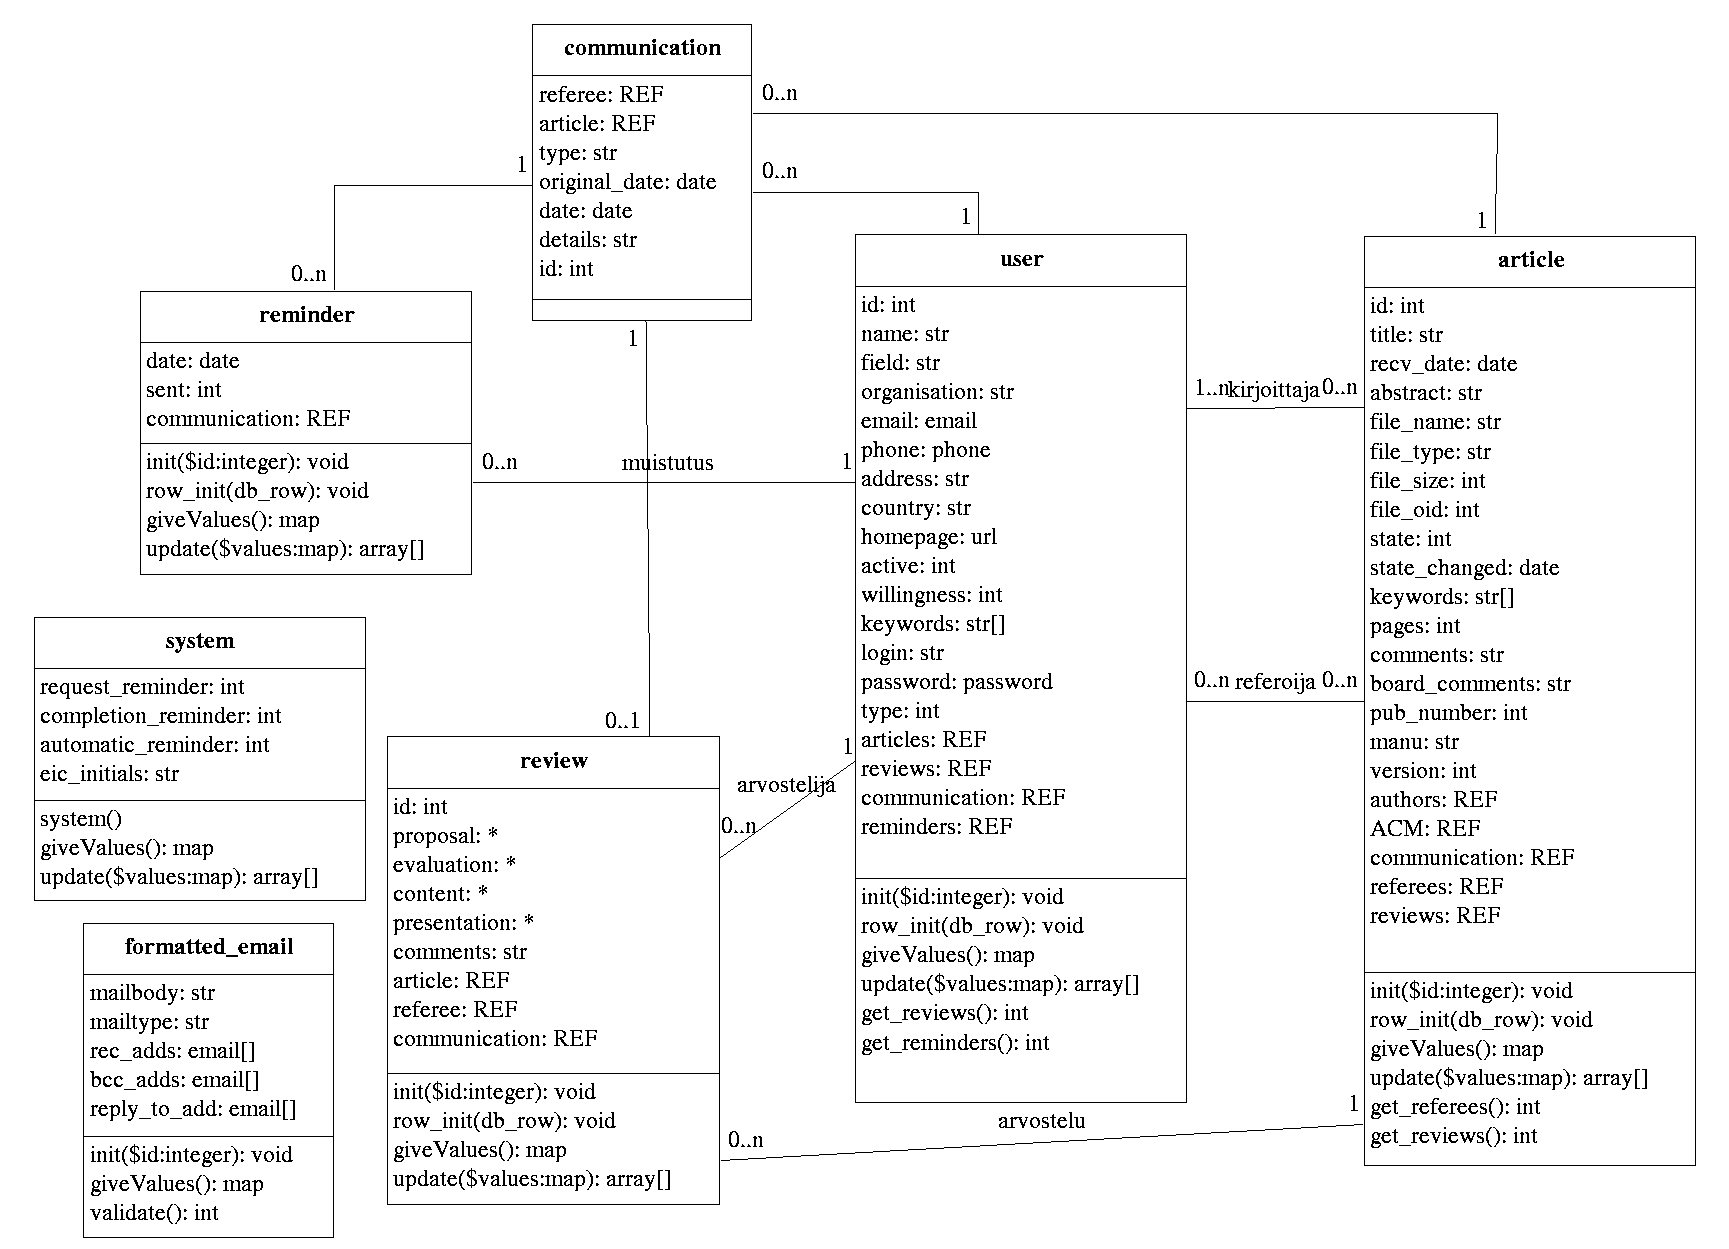 communication
referee: REF
article: REF
type: str
original_date: date
date: date
details: str
id: int
0..n
0..n
1
1
1
0..n
1
reminder
date: date
sent: int
communication: REF
init($id:integer): void
row_init(db_row): void
giveValues(): map
update($values:map): array[]
0..n
muistutus
1
user
id: int
name: str
field: str
organisation: str
email: email
phone: phone
address: str
country: str
homepage: url
active: int
willingness: int
keywords: str[]
login: str
password: password
type: int
articles: REF
reviews: REF
communication: REF
reminders: REF
init($id:integer): void
row_init(db_row): void
giveValues(): map
update($values:map): array[]
get_reviews(): int
get_reminders(): int
1..n
kirjoittaja
0..n
0..n
referoija
0..n
article
id: int
title: str
recv_date: date
abstract: str
file_name: str
file_type: str
file_size: int
file_oid: int
state: int
state_changed: date
keywords: str[]
pages: int
comments: str
board_comments: str
pub_number: int
manu: str
version: int
authors: REF
ACM: REF
communication: REF
referees: REF
reviews: REF
init($id:integer): void
row_init(db_row): void
giveValues(): map
update($values:map): array[]
get_referees(): int
get_reviews(): int
system
request_reminder: int
completion_reminder: int
automatic_reminder: int
eic_initials: str
system()
giveValues(): map
update($values:map): array[]
0..1
review
id: int
proposal: *
evaluation: *
content: *
presentation: *
comments: str
article: REF
referee: REF
communication: REF
init($id:integer): void
row_init(db_row): void
giveValues(): map
update($values:map): array[]
1
arvostelija
0..n
formatted_email
mailbody: str
mailtype: str
rec_adds: email[]
bcc_adds: email[]
reply_to_add: email[]
init($id:integer): void
giveValues(): map
validate(): int
0..n
arvostelu
1